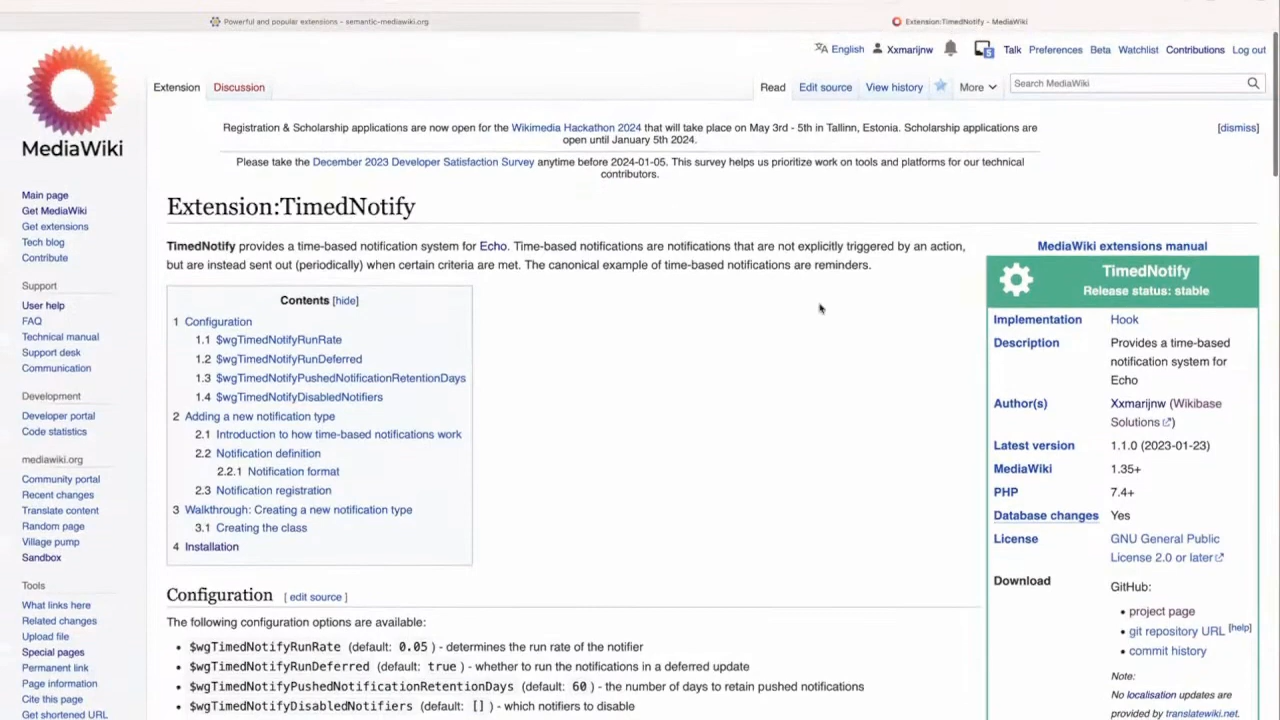 Powerful and popular extensions - semantic-mediawiki.org
Extension:TimedNotify - MediaWiki
English
Xxmarijnw
Talk Preferences Beta Watchlist Contributions Log out
Extension Discussion
Read Edit source View history
More
Search MediaWiki
MediaWiki
Registration & Scholarship applications are now open for the Wikimedia Hackathon 2024 that will take place on May 3rd - 5th in Tallinn, Estonia. Scholarship applications are
open until January 5th 2024.
[dismiss]
Please take the December 2023 Developer Satisfaction Survey anytime before 2024-01-05. This survey helps us prioritize work on tools and platforms for our technical
contributors.
Main page
Get MediaWiki
Get extensions
Tech blog
Contribute
Support
User help
FAQ
Technical manual
Support desk
Communication
Development
Developer portal
Code statistics
mediawiki.org
Community portal
Recent changes
Translate content
Random page
Village pump
Sandbox
Tools
What links here
Related changes
Upload file
Special pages
Permanent link
Page information
Cite this page
Get shortened URL
Extension:TimedNotify
TimedNotify provides a time-based notification system for Echo. Time-based notifications are notifications that are not explicitly triggered by an action,
but are instead sent out (periodically) when certain criteria are met. The canonical example of time-based notifications are reminders.
Contents [hide]
1 Configuration
1.1 $wgTimedNotifyRunRate
1.2 $wgTimedNotifyRunDeferred
1.3 $wgTimedNotifyPushedNotificationRetentionDays
1.4 $wgTimedNotifyDisabledNotifiers
2 Adding a new notification type
2.1 Introduction to how time-based notifications work
2.2 Notification definition
2.2.1 Notification format
2.3 Notification registration
3 Walkthrough: Creating a new notification type
3.1 Creating the class
4 Installation
Configuration [ edit source ]
The following configuration options are available:
• $wgTimedNotifyRunRate (default: 0.05 ) - determines the run rate of the notifier
• $wgTimedNotifyRunDeferred (default: true ) - whether to run the notifications in a deferred update
• $wgTimedNotifyPushedNotificationRetentionDays (default: 60 ) - the number of days to retain pushed notifications
• $wgTimedNotifyDisabledNotifiers (default: [] ) - which notifiers to disable
MediaWiki extensions manual
TimedNotify
Release status: stable
Implementation Hook
Description Provides a time-based
notification system for
Echo
Author(s) Xxmarijnw (Wikibase
Solutions)
Latest version 1.1.0 (2023-01-23)
MediaWiki 1.35+
PHP 7.4+
Database changes Yes
License GNU General Public
License 2.0 or later
Download GitHub:
• project page
• git repository URL [help]
• commit history
Note:
No localisation updates are
provided by translatewiki.net.